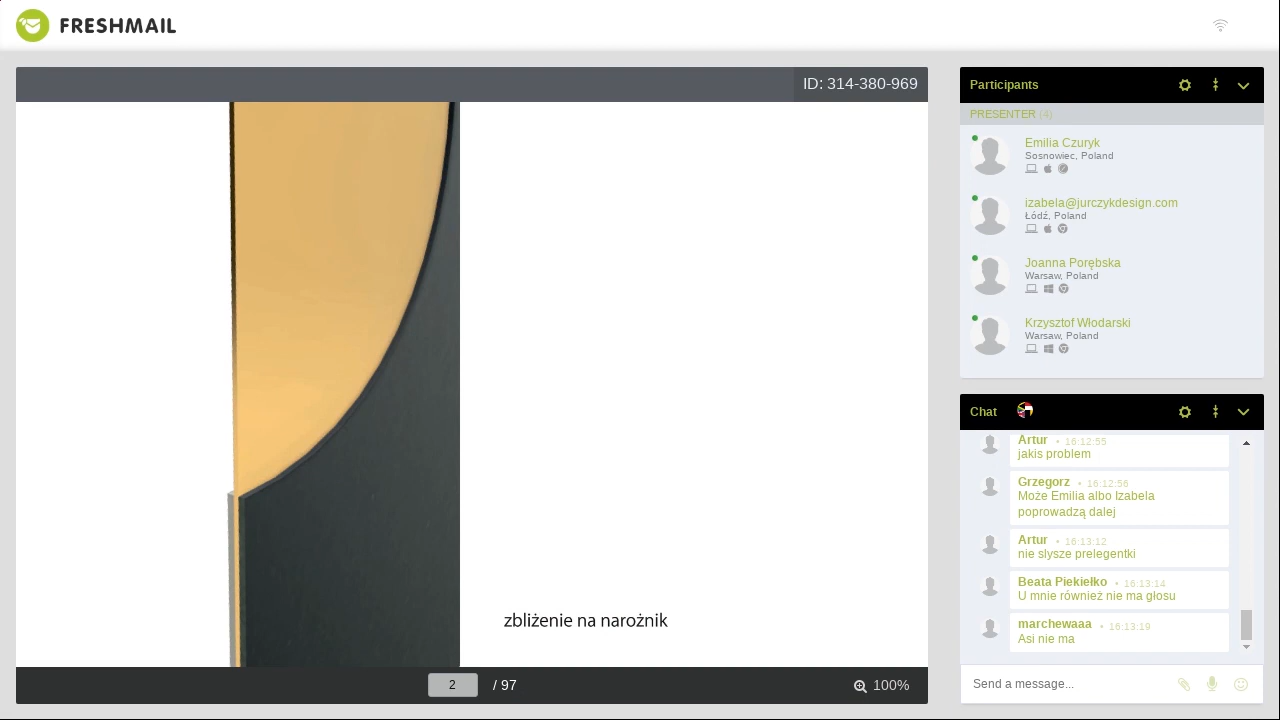 FRESHMAIL
ID: 314-380-969
zbliżenie na narożnik
2 / 97
100%
Participants
PRESENTER (4)
Emilia Czuryk
Sosnowiec, Poland
izabela@jurczykdesign.com
Łódź, Poland
Joanna Porębska
Warsaw, Poland
Krzysztof Włodarski
Warsaw, Poland
Chat
Artur • 16:12:55
jakis problem
Grzegorz • 16:12:56
Może Emilia albo Izabela
poprowadzą dalej
Artur • 16:13:12
nie slysze prelegentki
Beata Piekiełko • 16:13:14
U mnie również nie ma głosu
marchewaaa • 16:13:19
Asi nie ma
Send a message...